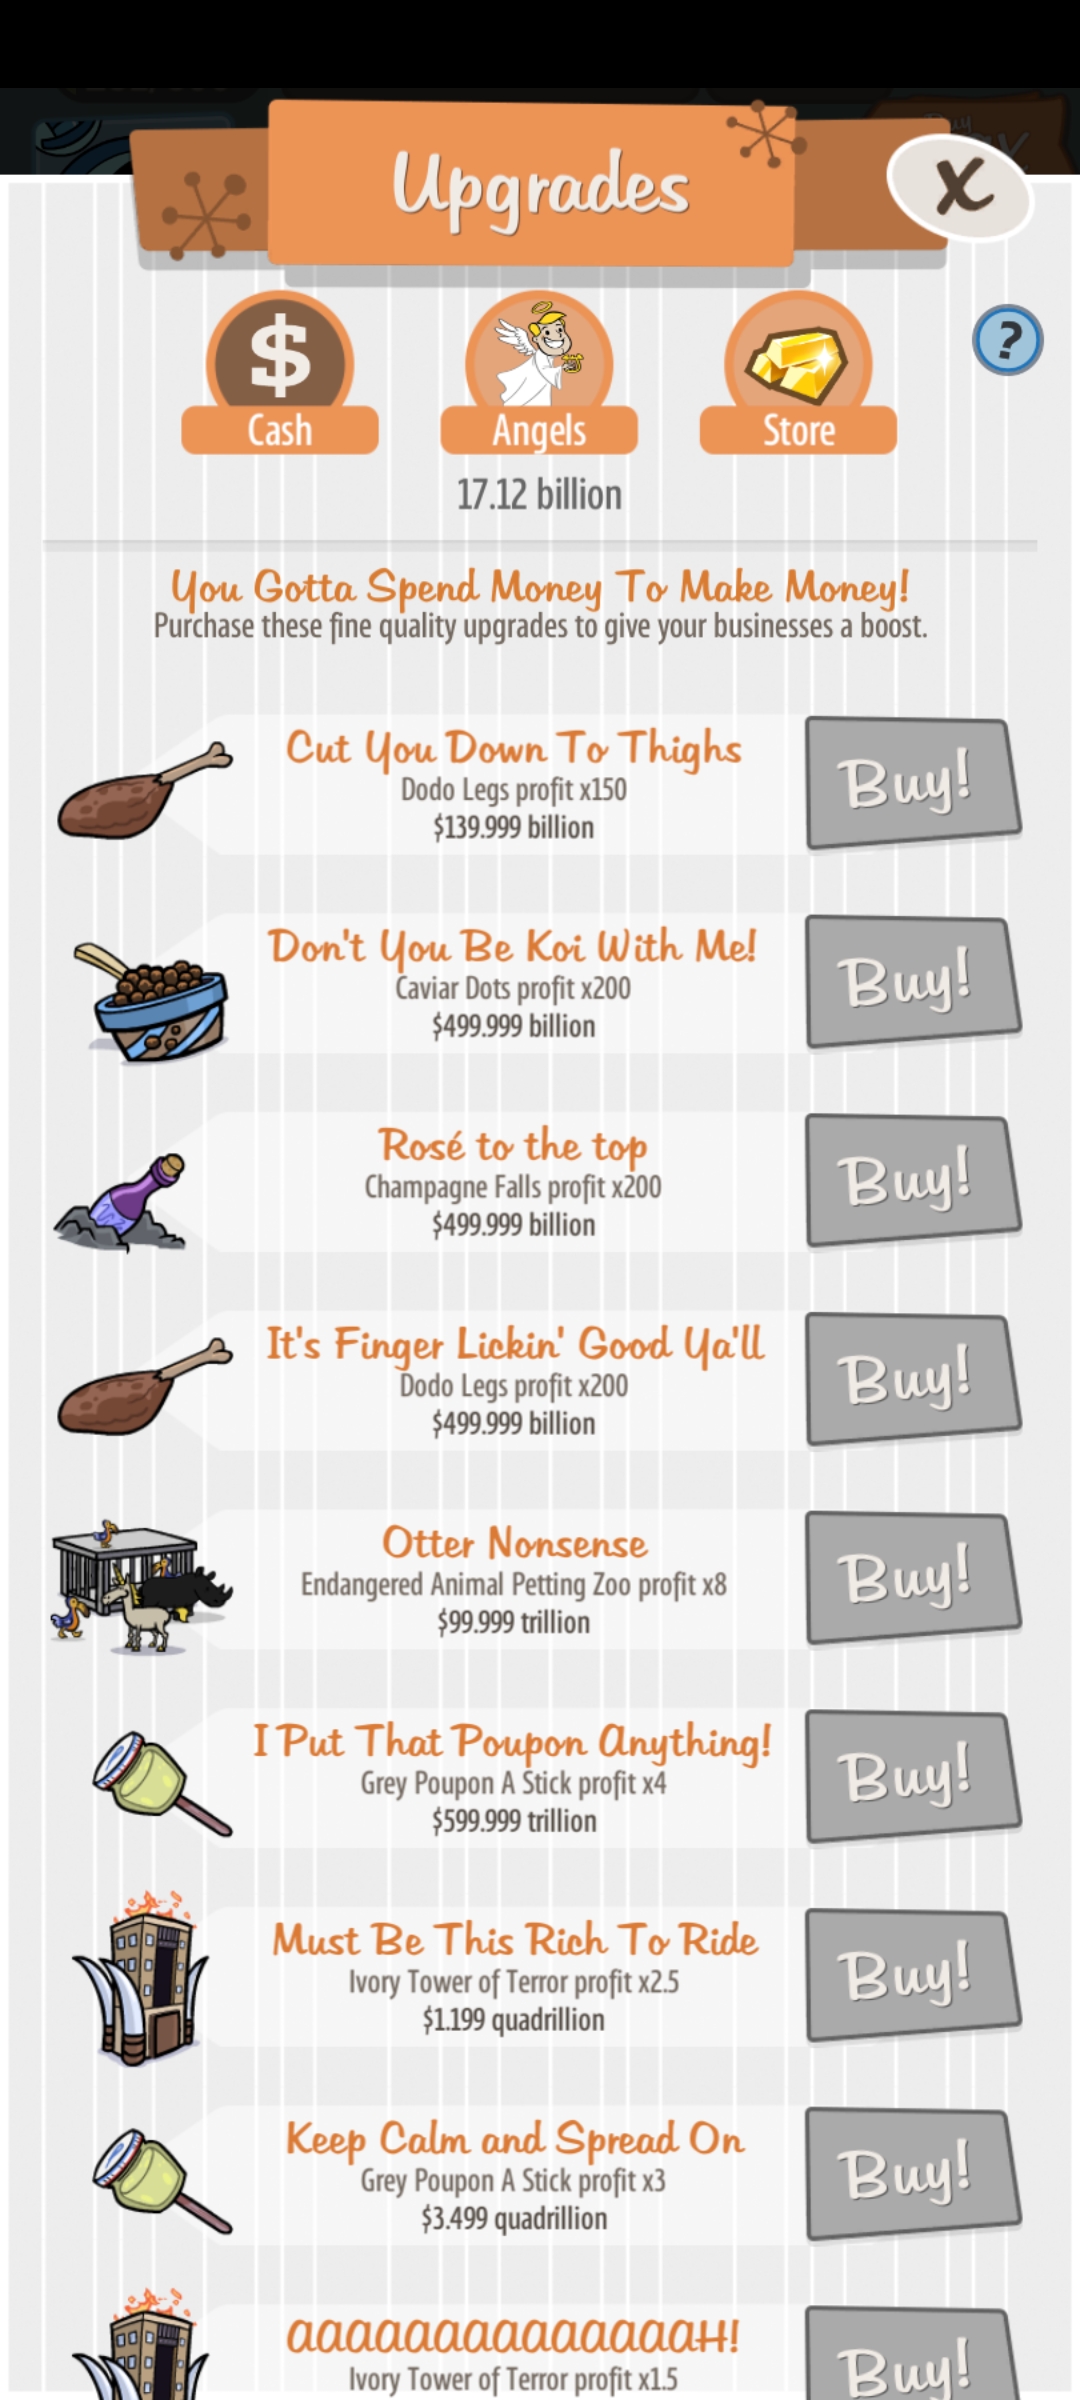 Upgrades
X
$
?
Cash
Angels
Store
17.12 billion
You Gotta Spend Money To Make Money!
Purchase these fine quality upgrades to give your businesses a boost.
Cut You Down To Thighs
Dodo Legs profit x150
$139.999 billion
Buy!
Don't You Be Koi With Me!
Caviar Dots profit x200
$499.999 billion
Buy!
Rosé to the top
Champagne Falls profit x200
$499.999 billion
Buy!
It's Finger Lickin' Good Ya'll
Dodo Legs profit x200
$499.999 billion
Buy!
Otter Nonsense
Endangered Animal Petting Zoo profit x8
$99.999 trillion
Buy!
I Put That Poupon Anything!
Grey Poupon A Stick profit x4
$599.999 trillion
Buy!
Must Be This Rich To Ride
Ivory Tower of Terror profit x2.5
$1.199 quadrillion
Buy!
Keep Calm and Spread On
Grey Poupon A Stick profit x3
$3.499 quadrillion
Buy!
aaaaaaaaaaaaaaH!
Ivory Tower of Terror profit x1.5
Buy!